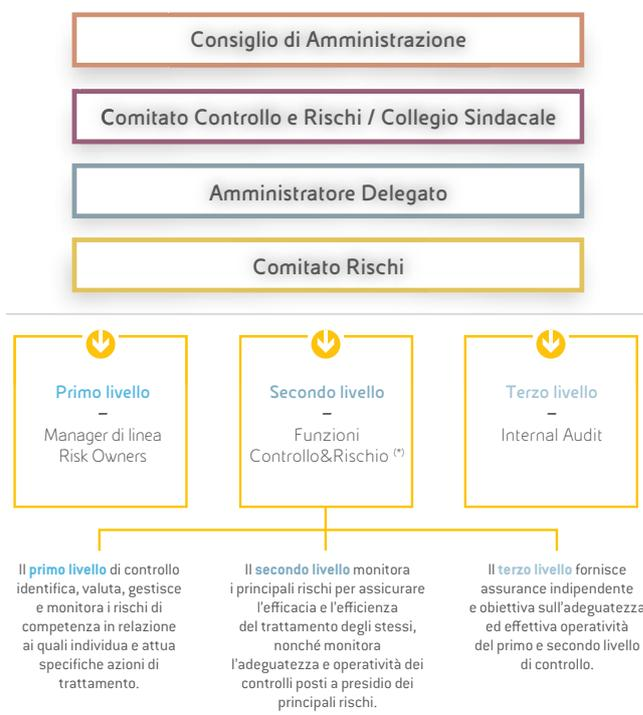 Consiglio di Amministrazione
Comitato Controllo e Rischi / Collegio Sindacale
Amministratore Delegato
Comitato Rischi
Primo livello
–
Manager di linea
Risk Owners
Secondo livello
–
Funzioni
Controllo&Rischio (*)
Terzo livello
–
Internal Audit
Il primo livello di controllo
identifica, valuta, gestisce
e monitora i rischi di
competenza in relazione
ai quali individua e attua
specifiche azioni di
trattamento.
Il secondo livello monitora
i principali rischi per assicurare
l'efficacia e l'efficienza
del trattamento degli stessi,
nonché monitora
l'adeguatezza e operatività dei
controlli posti a presidio dei
principali rischi.
Il terzo livello fornisce
assurance indipendente
e obiettiva sull'adeguatezza
ed effettiva operatività
del primo e secondo livello
di controllo.